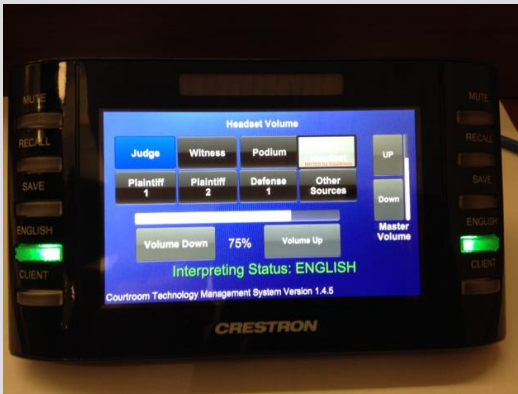 Headset Volume
MUTE
RECALL
SAVE
ENGLISH
CLIENT
Judge Witness Podium
Plaintiff 1 Plaintiff 2 Defense 1 Other Sources
UP
Down
Master Volume
Volume Down 75% Volume Up
Interpreting Status: ENGLISH
Courtroom Technology Management System Version 1.4.5
MUTE
RECALL
SAVE
ENGLISH
CLIENT
CRESTRON